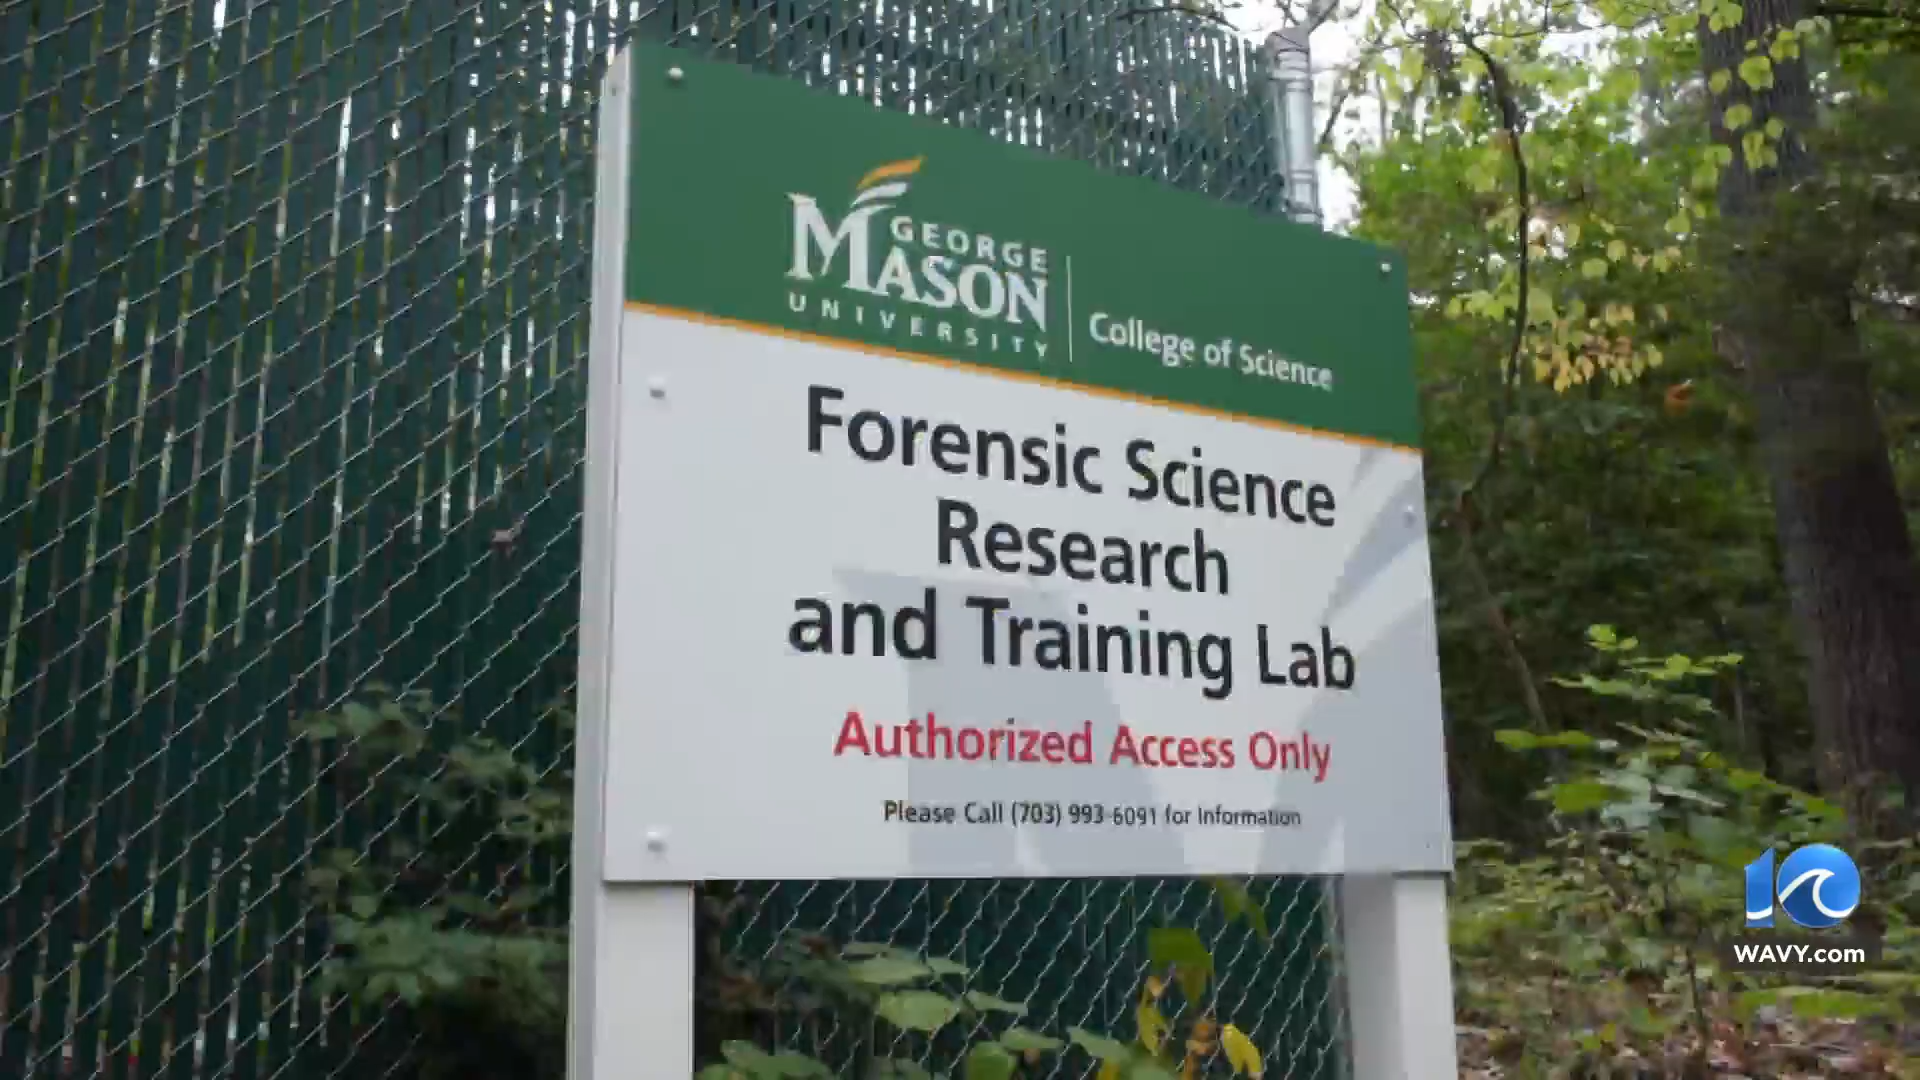 GEORGE
MASON
UNIVERSITY
College of Science
Forensic Science
Research
and Training Lab
Authorized Access Only
Please Call (703) 993-6091 for Information
10
WAVY.com